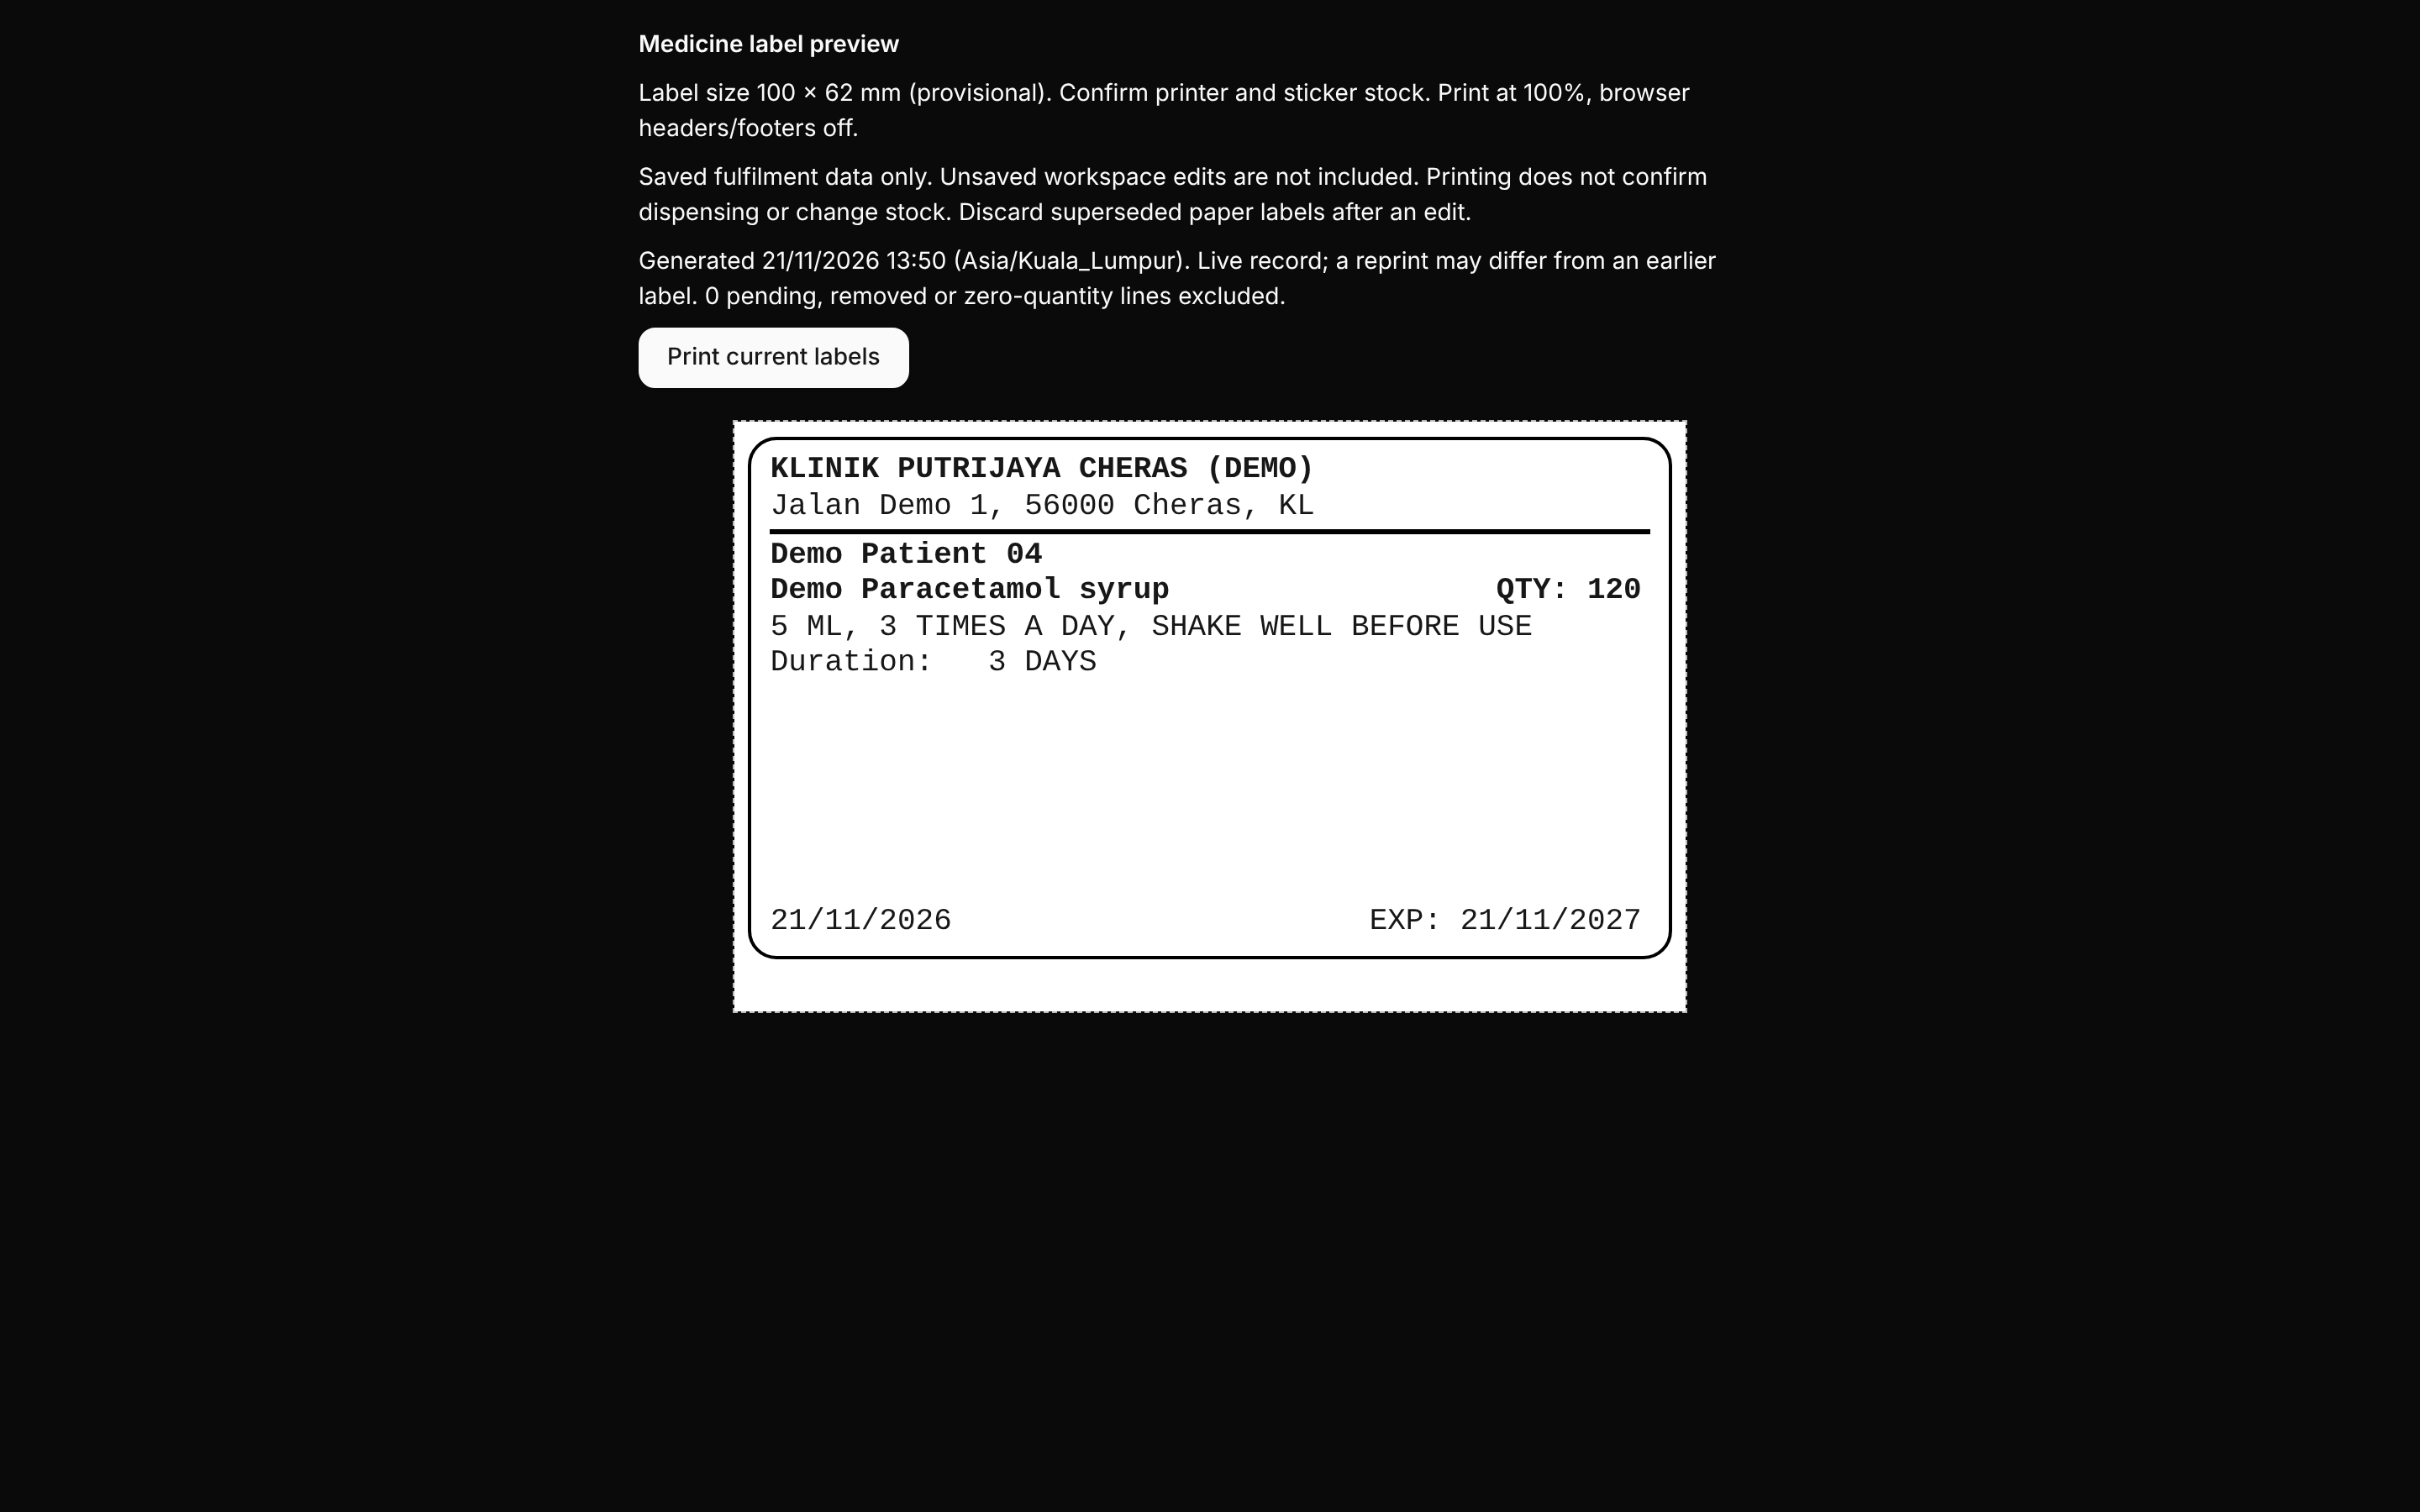 Medicine label preview
Label size 100 × 62 mm (provisional). Confirm printer and sticker stock. Print at 100%, browser
headers/footers off.
Saved fulfilment data only. Unsaved workspace edits are not included. Printing does not confirm
dispensing or change stock. Discard superseded paper labels after an edit.
Generated 21/11/2026 13:50 (Asia/Kuala_Lumpur). Live record; a reprint may differ from an earlier
label. 0 pending, removed or zero-quantity lines excluded.
Print current labels
KLINIK PUTRIJAYA CHERAS (DEMO)
Jalan Demo 1, 56000 Cheras, KL
Demo Patient 04
Demo Paracetamol syrup QTY: 120
5 ML, 3 TIMES A DAY, SHAKE WELL BEFORE USE
Duration: 3 DAYS
21/11/2026 EXP: 21/11/2027